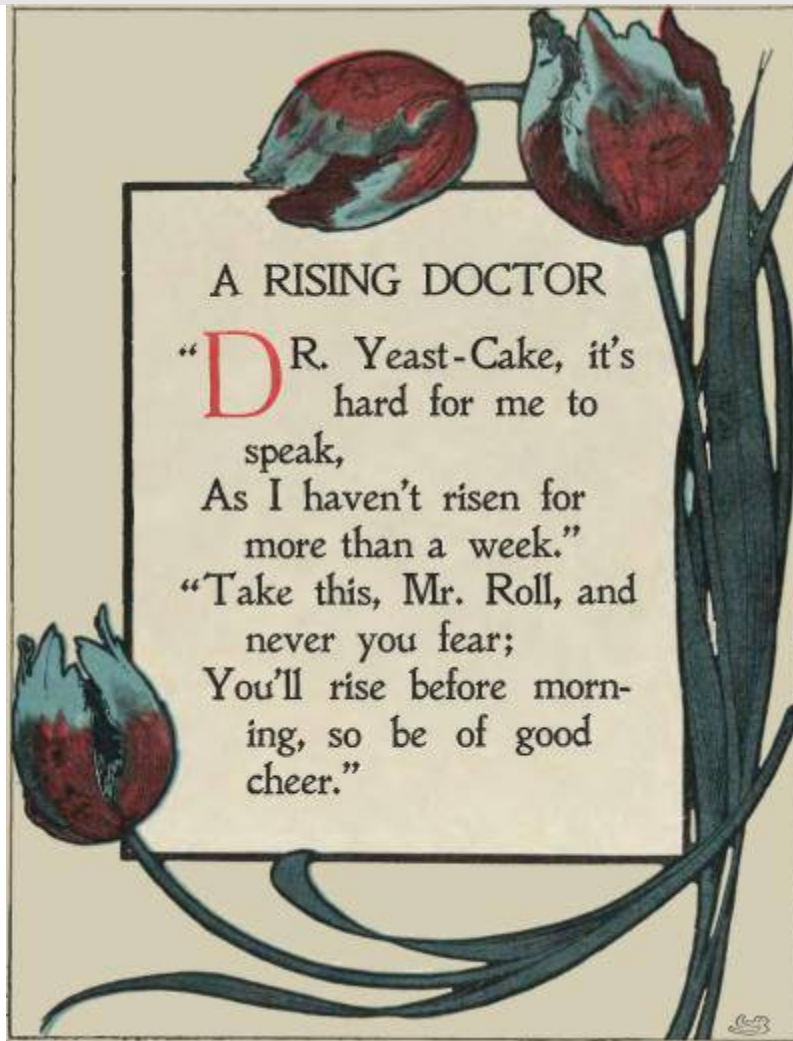 A RISING DOCTOR
“DR. Yeast-Cake, it's
hard for me to
speak,
As I haven't risen for
more than a week.”
“Take this, Mr. Roll, and
never you fear;
You'll rise before morn-
ing, so be of good
cheer.”